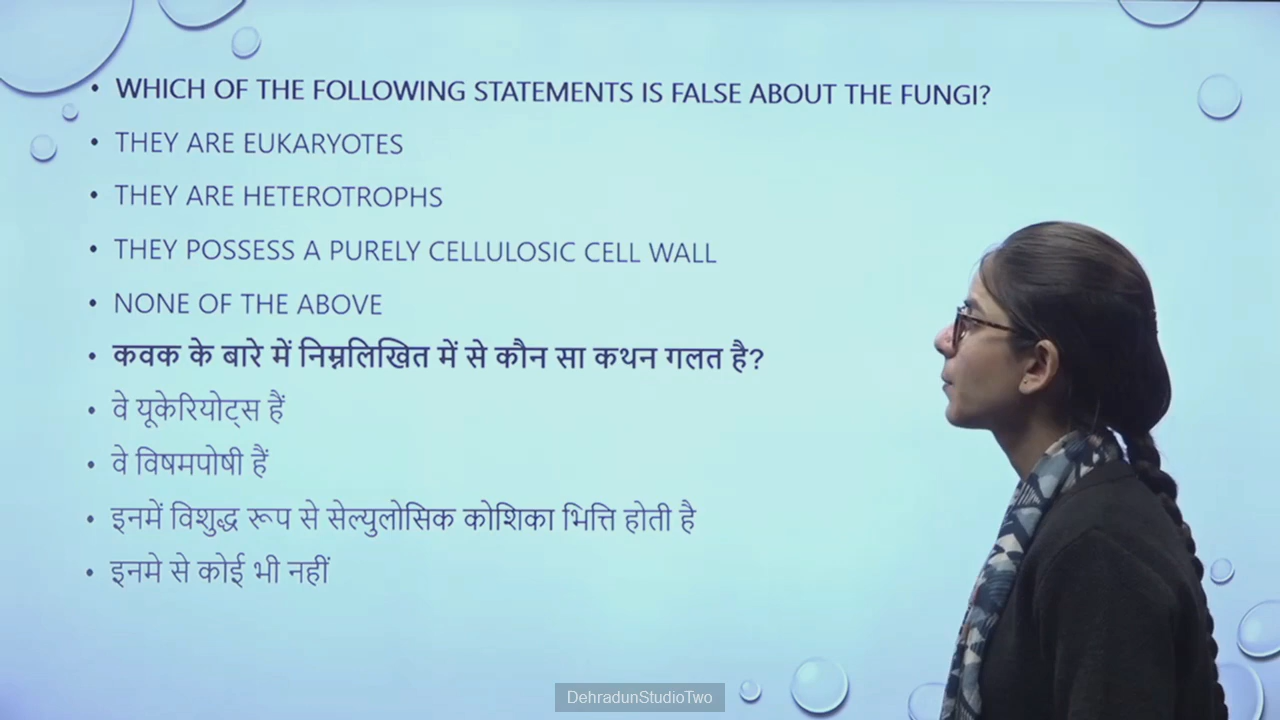 • WHICH OF THE FOLLOWING STATEMENTS IS FALSE ABOUT THE FUNGI?
• THEY ARE EUKARYOTES
• THEY ARE HETEROTROPHS
• THEY POSSESS A PURELY CELLULOSIC CELL WALL
• NONE OF THE ABOVE
• कवक के बारे में निम्नलिखित में से कौन सा कथन गलत है?
• वे यूकेरियोट्स हैं
• वे विषमपोषी हैं
• इनमें विशुद्ध रूप से सेल्युलोसिक कोशिका भित्ति होती है
• इनमे से कोई भी नहीं
DehradunStudioTwo